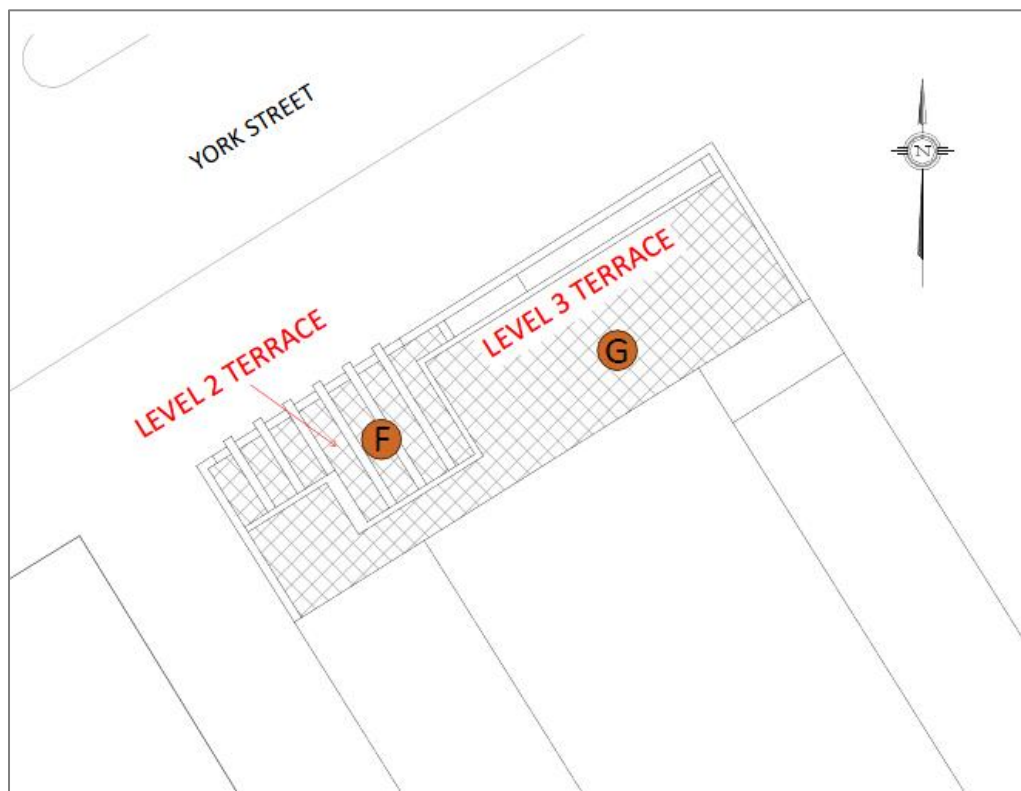 YORK STREET
N
LEVEL 3 TERRACE
LEVEL 2 TERRACE
G
F